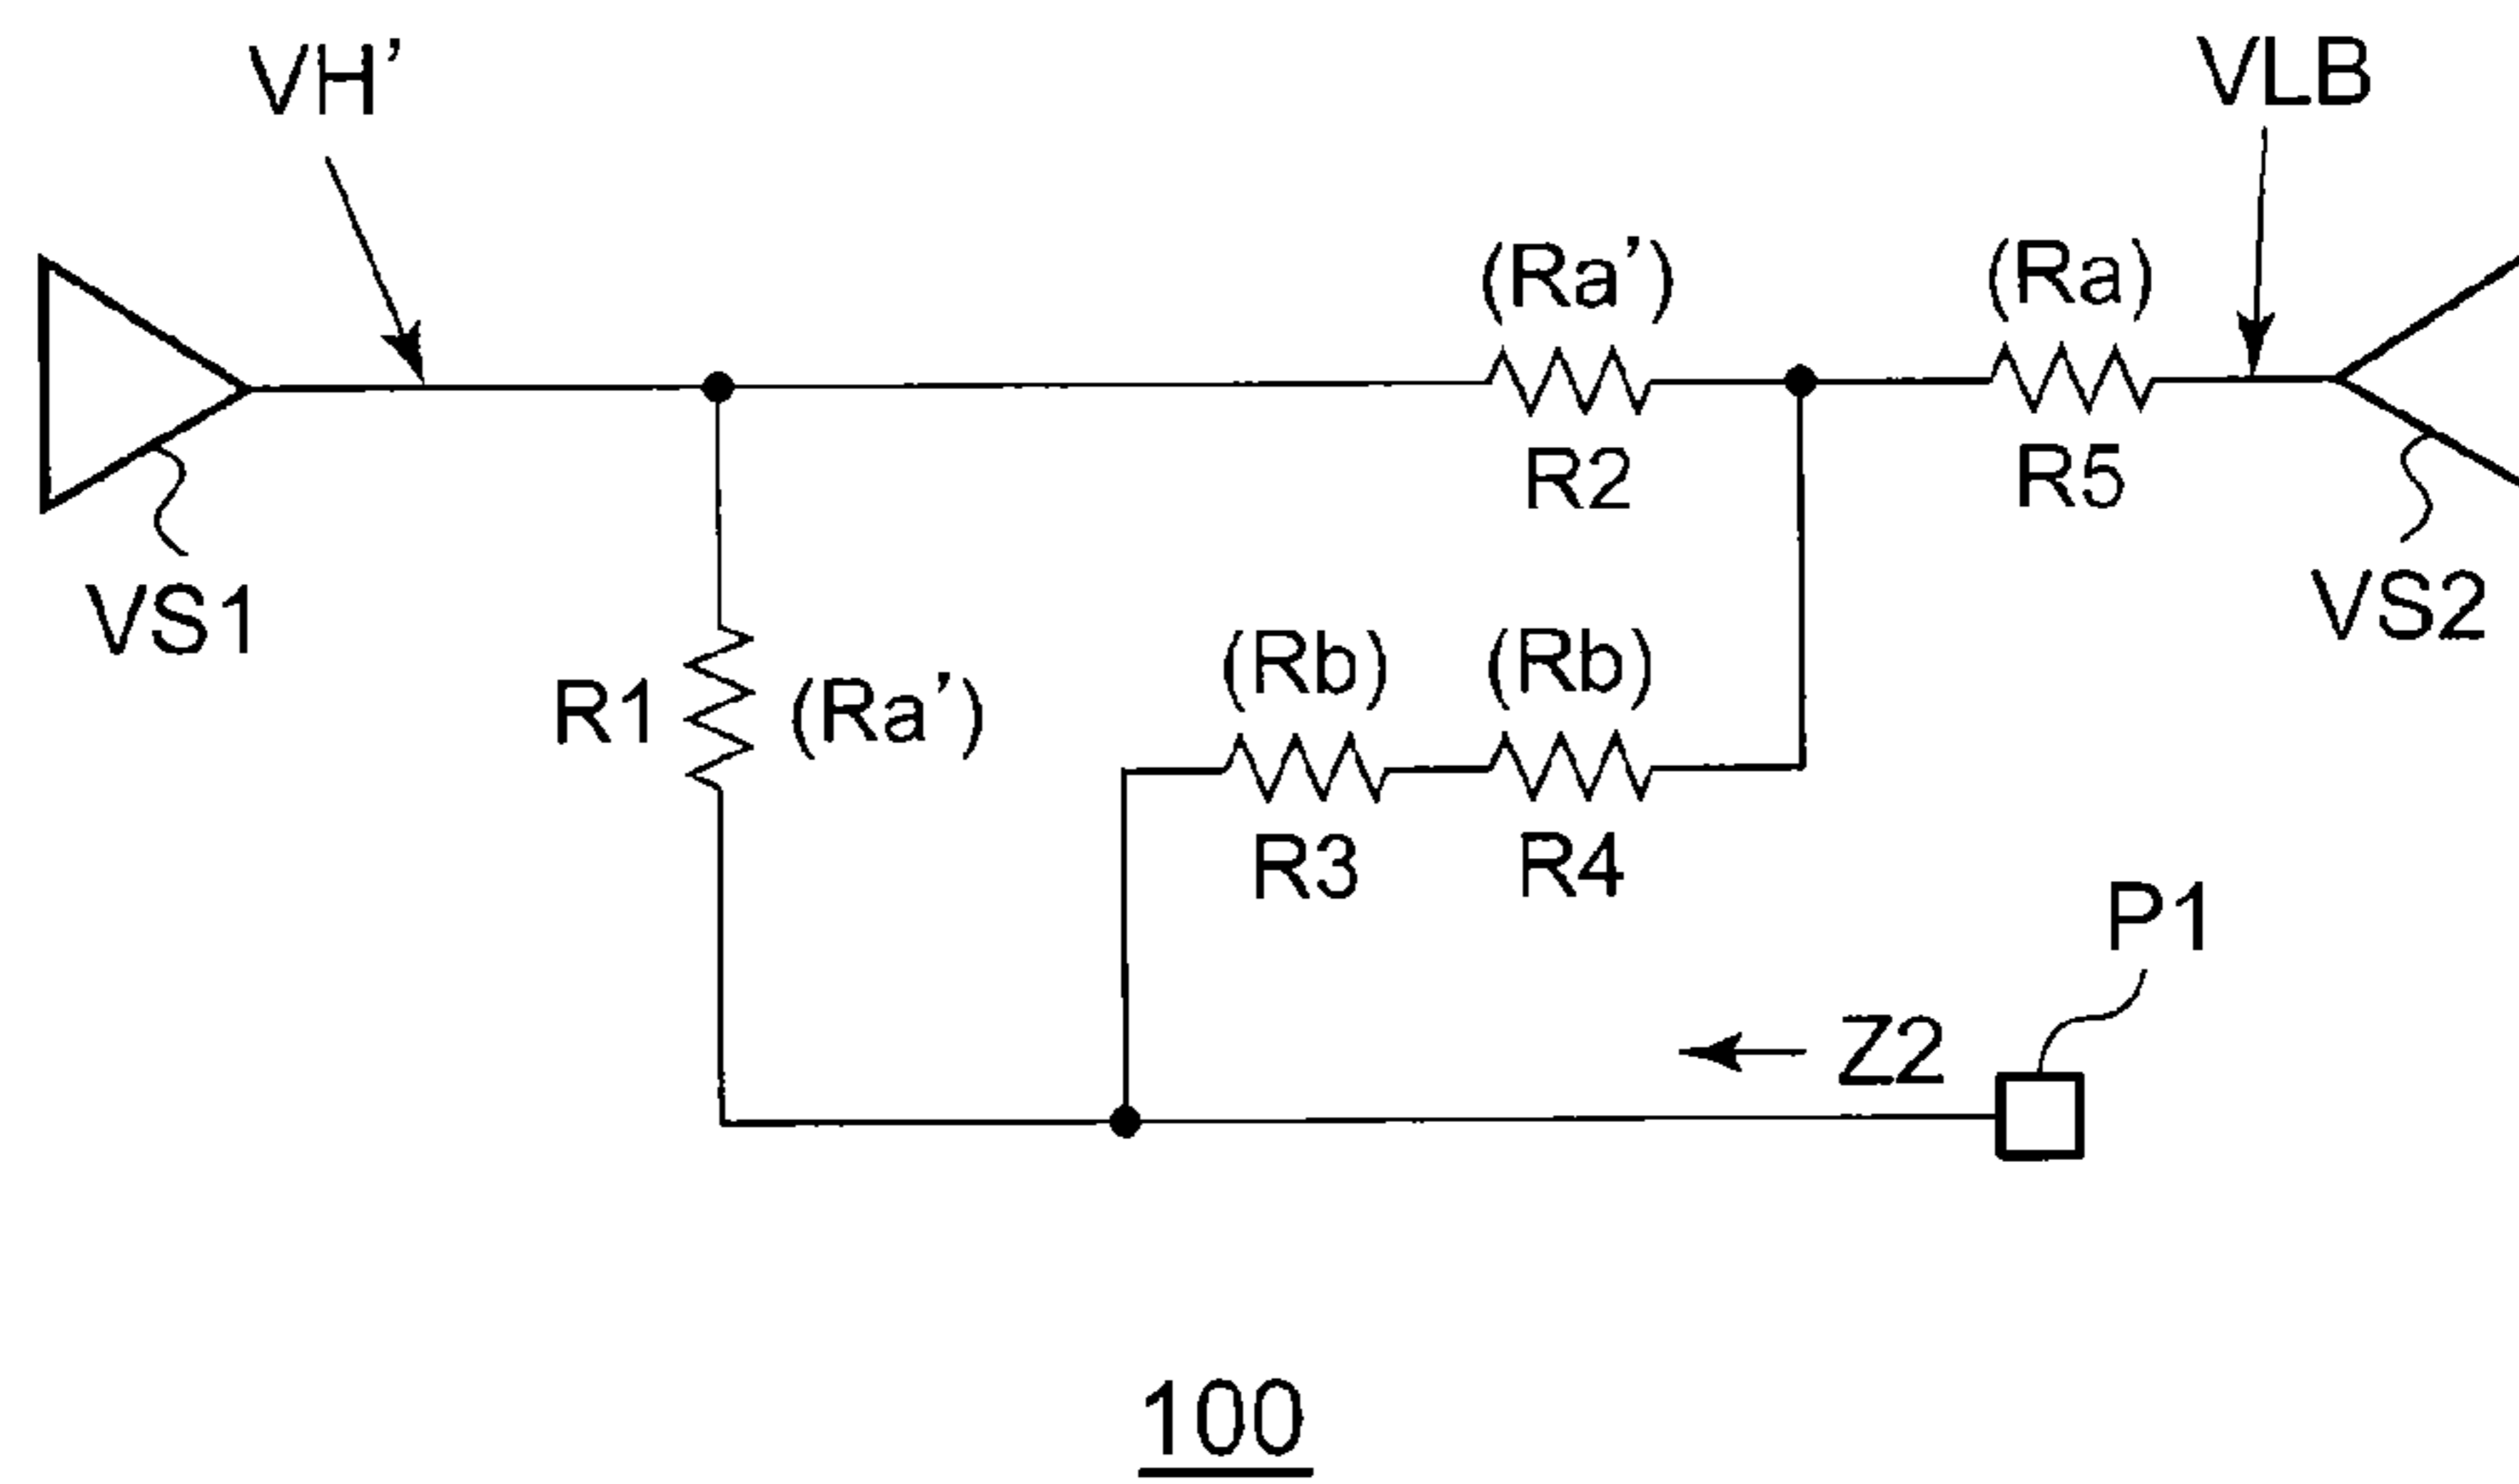 VH'
VLB
(Ra')
(Ra)
R2
R5
VS1
VS2
(Rb)
(Rb)
R1
(Ra')
R3
R4
P1
Z2
100